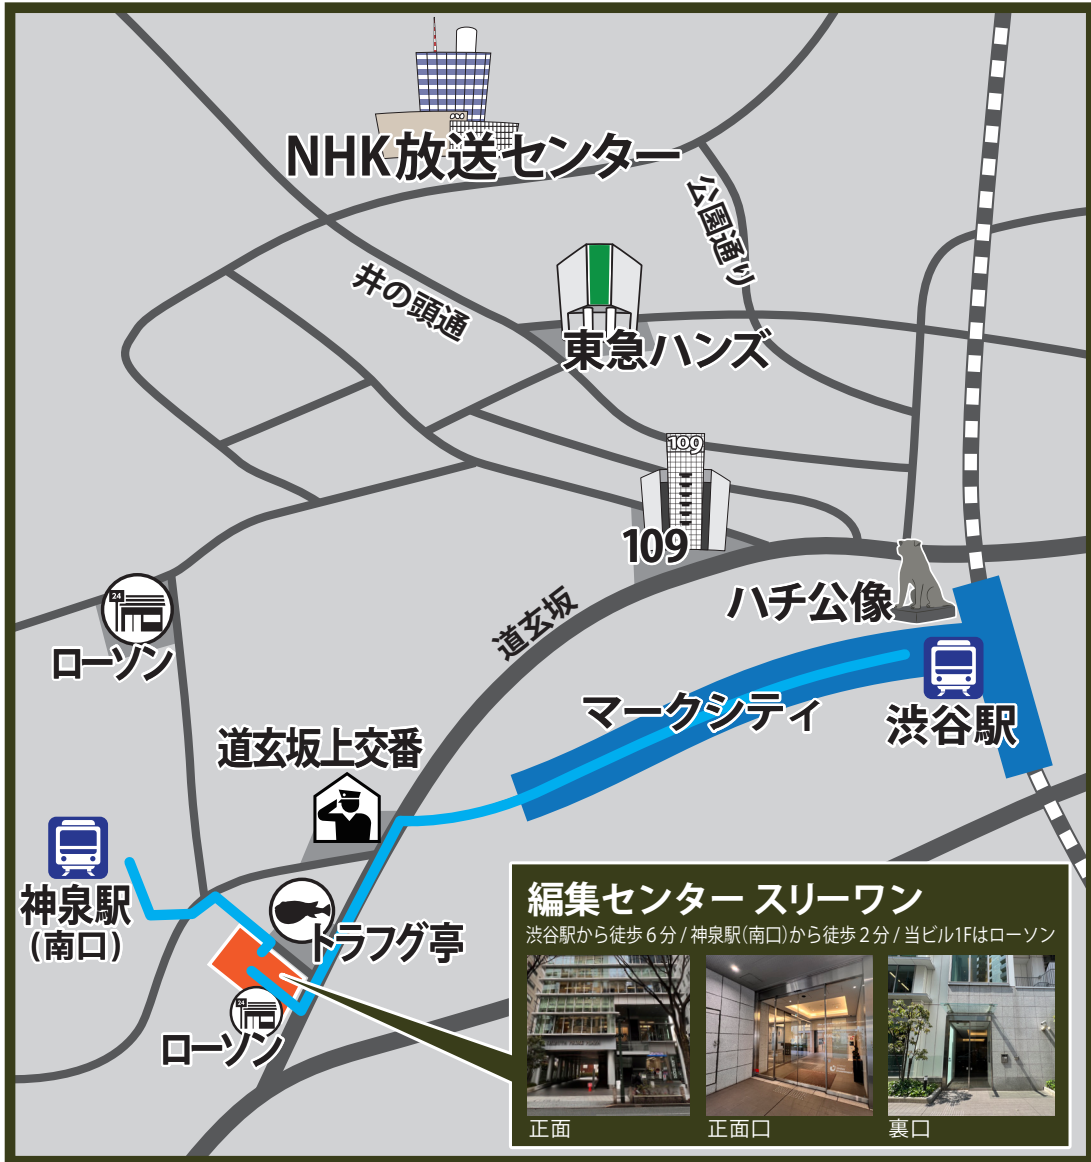 NHK放送センター
公園通り
井の頭通
東急ハンズ
109
109
道玄坂
ハチ公像
24
ローソン
マークシティ
渋谷駅
道玄坂上交番
神泉駅
(南口)
トラフグ亭
24
ローソン
編集センター スリーワン
渋谷駅から徒歩6分 / 神泉駅(南口)から徒歩2分 / 当ビル1Fはローソン
正面
正面口
裏口